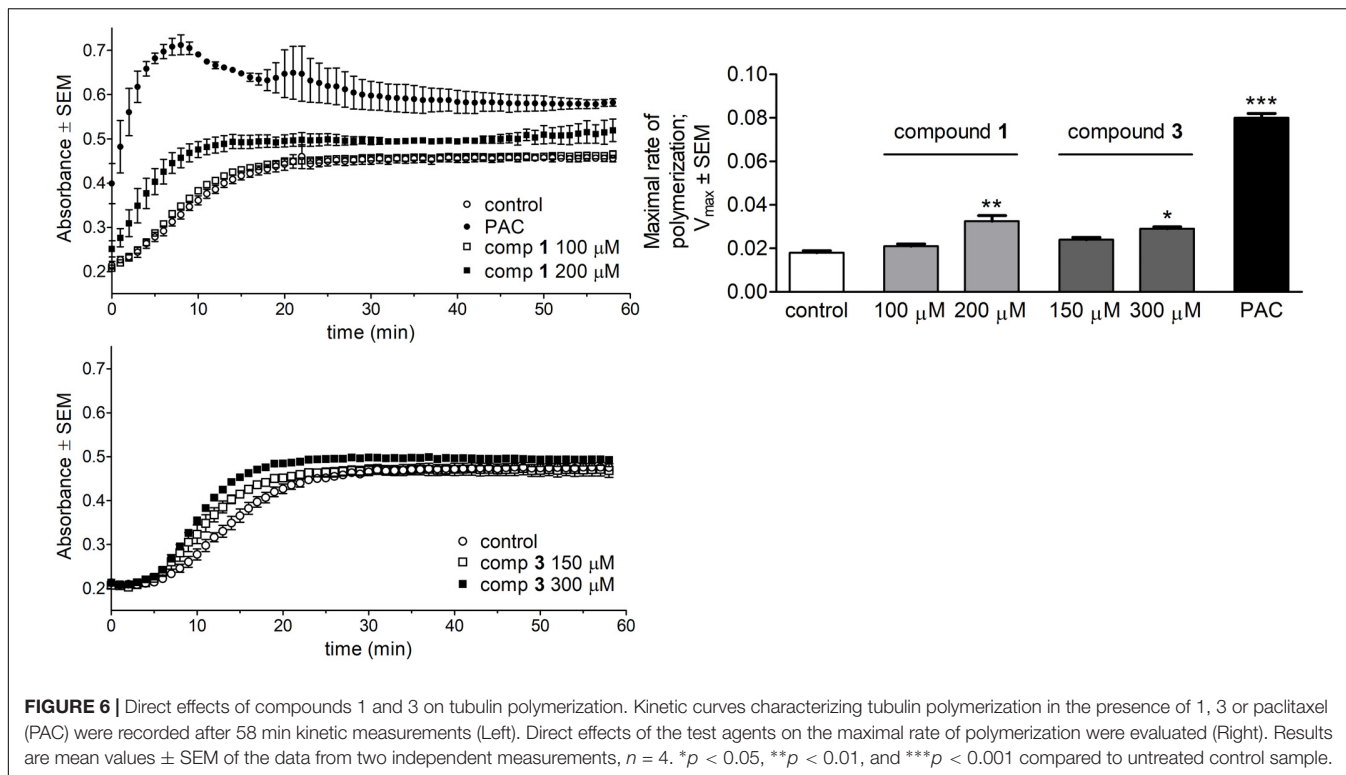 0.7
0.6
0.5
0.4
0.3
0.2
Absorbance ± SEM
control
PAC
comp 1 100 μM
comp 1 200 μM
0 10 20 30 40 50 60
time (min)
0.10
0.08
0.06
0.04
0.02
0.00
Maximal rate of
polymerization;
Vmax ± SEM
compound 1
compound 3
**
*
***
control 100 μM 200 μM 150 μM 300 μM PAC
0.7
0.6
0.5
0.4
0.3
0.2
Absorbance ± SEM
control
comp 3 150 μM
comp 3 300 μM
0 10 20 30 40 50 60
time (min)
FIGURE 6 | Direct effects of compounds 1 and 3 on tubulin polymerization. Kinetic curves characterizing tubulin polymerization in the presence of 1, 3 or paclitaxel
(PAC) were recorded after 58 min kinetic measurements (Left). Direct effects of the test agents on the maximal rate of polymerization were evaluated (Right). Results
are mean values ± SEM of the data from two independent measurements, n = 4. *p < 0.05, **p < 0.01, and ***p < 0.001 compared to untreated control sample.